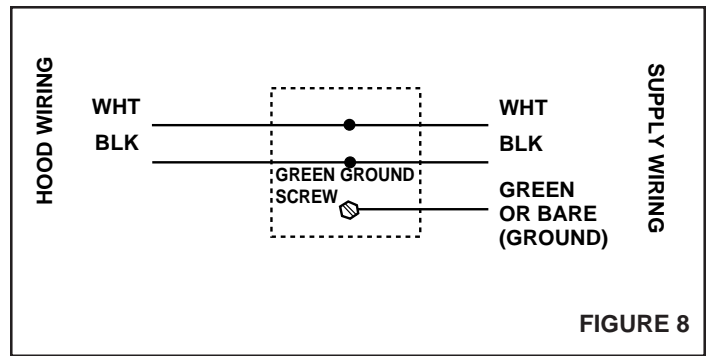 HOOD WIRING
WHT
BLK
GREEN GROUND
SCREW
WHT
BLK
GREEN
OR BARE
(GROUND)
SUPPLY WIRING
FIGURE 8